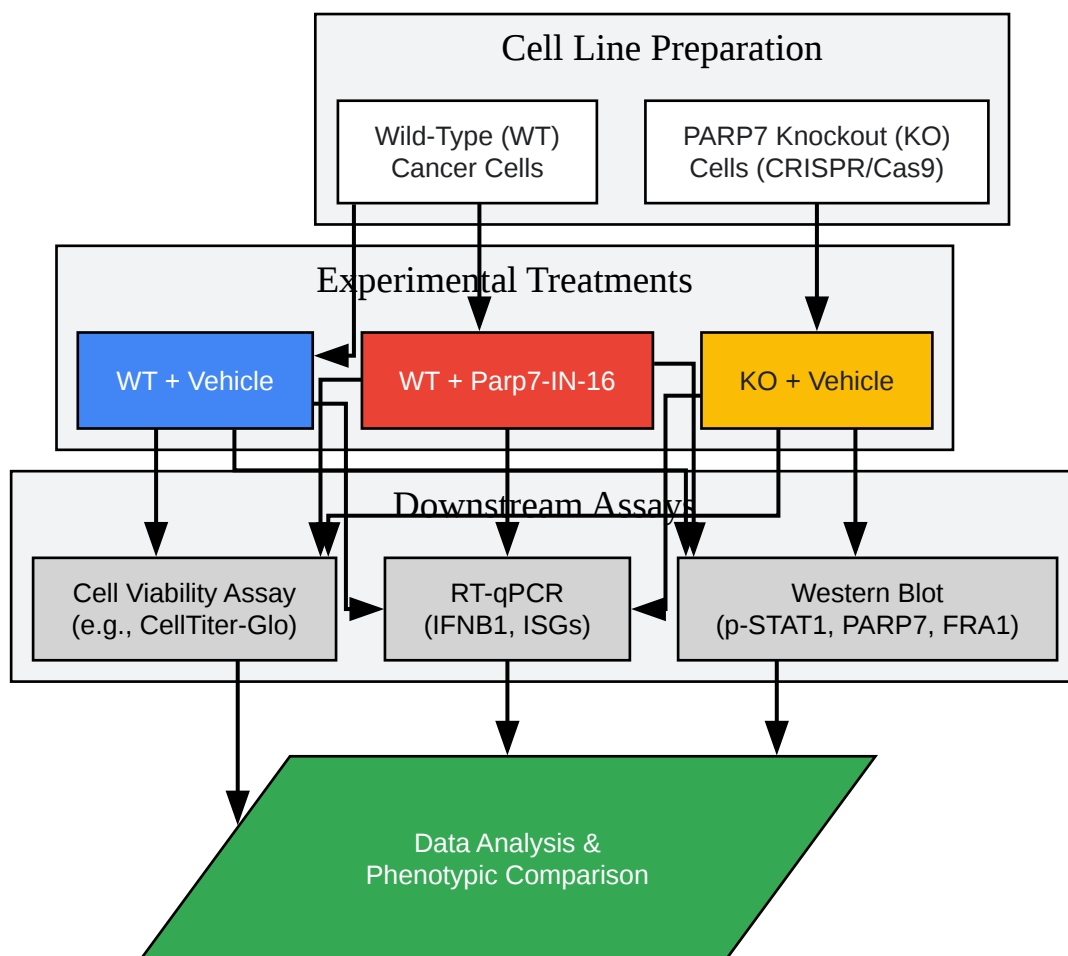 Cell Line Preparation
Wild-Type (WT)
Cancer Cells
PARP7 Knockout (KO)
Cells (CRISPR/Cas9)
Experimental Treatments
WT + Vehicle
WT + Parp7-IN-16
KO + Vehicle
Downstream Assays
Cell Viability Assay
(e.g., CellTiter-Glo)
RT-qPCR
(IFNB1, ISGs)
Western Blot
(p-STAT1, PARP7, FRA1)
Data Analysis &
Phenotypic Comparison